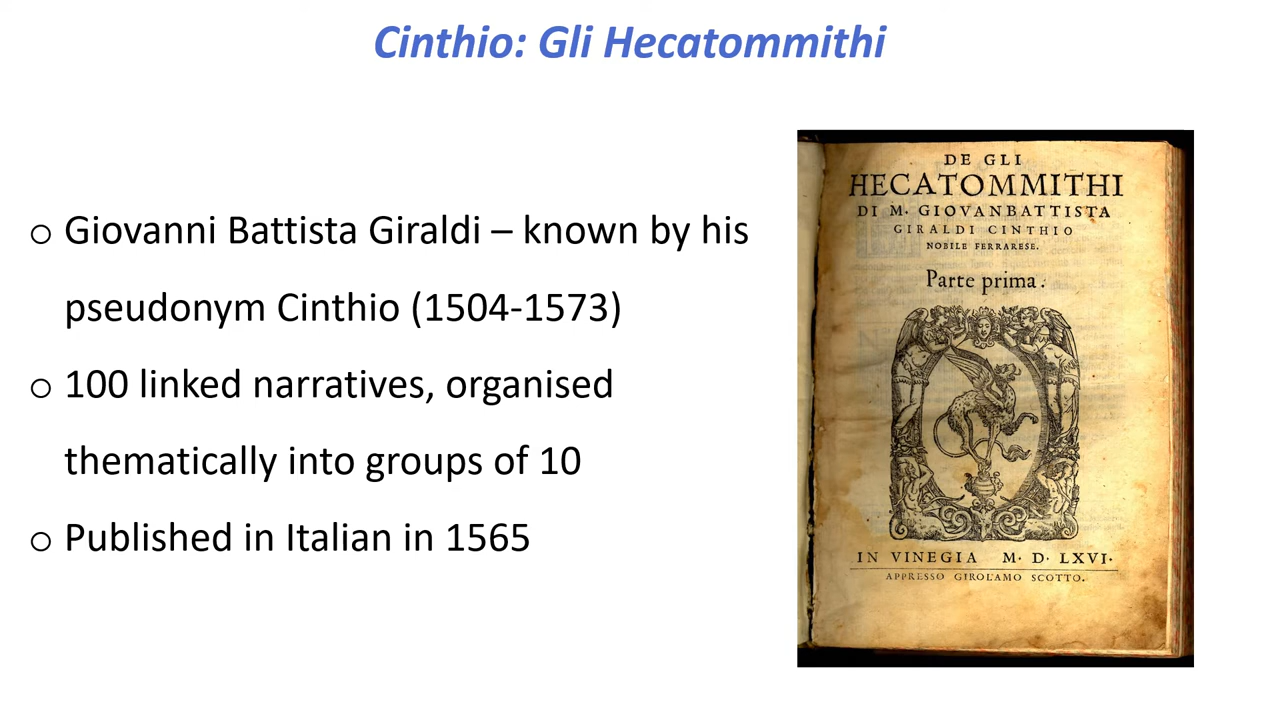 Cinthio: Gli Hecatommithi
o Giovanni Battista Giraldi – known by his
pseudonym Cinthio (1504-1573)
o 100 linked narratives, organised
thematically into groups of 10
o Published in Italian in 1565
DE GLI
HECATOMMITHI
DI M. GIOVANBATTISTA
GIRALDI CINTHIO
NOBILE FERRARESE.
Parte prima.
IN VINEGIA M. D. LXVI.
APPRESSO GIROLAMO SCOTTO.